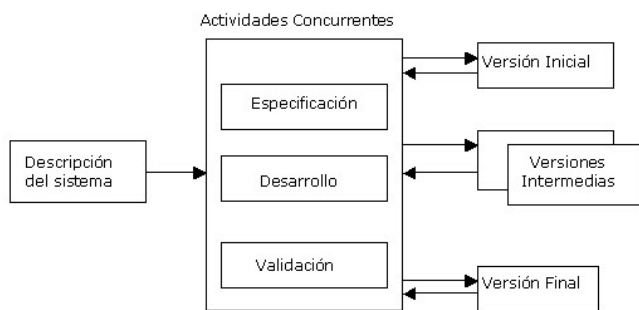 Actividades Concurrentes
Descripción
del sistema
Especificación
Desarrollo
Validación
Versión Inicial
Versiones
Intermedias
Versión Final